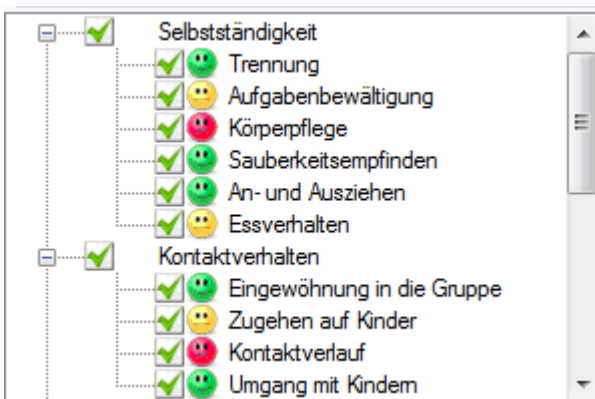 Selbstständigkeit
Trennung
Aufgabenbewältigung
Körperpflege
Sauberkeitsempfinden
An- und Ausziehen
Essverhalten
Kontaktverhalten
Eingewöhnung in die Gruppe
Zugehen auf Kinder
Kontaktverlauf
Umgang mit Kindern